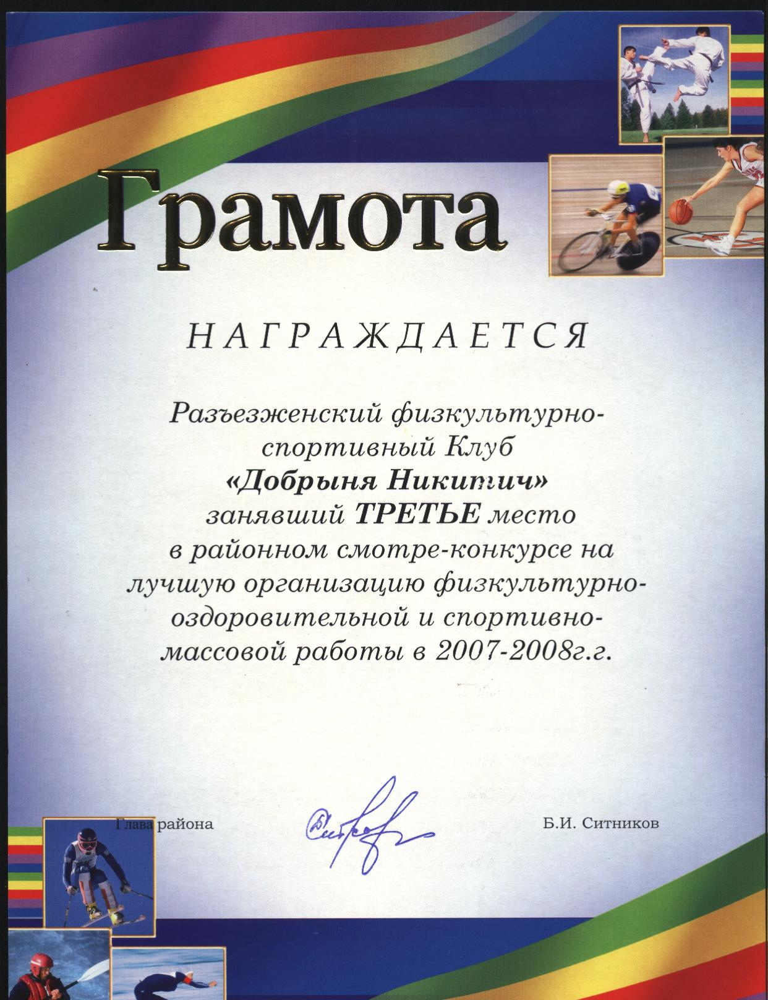 Грамота
НАГРАЖДАЕТСЯ
Разъезженский физкультурно-
спортивный Клуб
«Добрыня Никитич»
занявший ТРЕТЬЕ место
в районном смотре-конкурсе на
лучшую организацию физкультурно-
оздоровительной и спортивно-
массовой работы в 2007-2008г.г.
Глава района
Б.И. Ситников